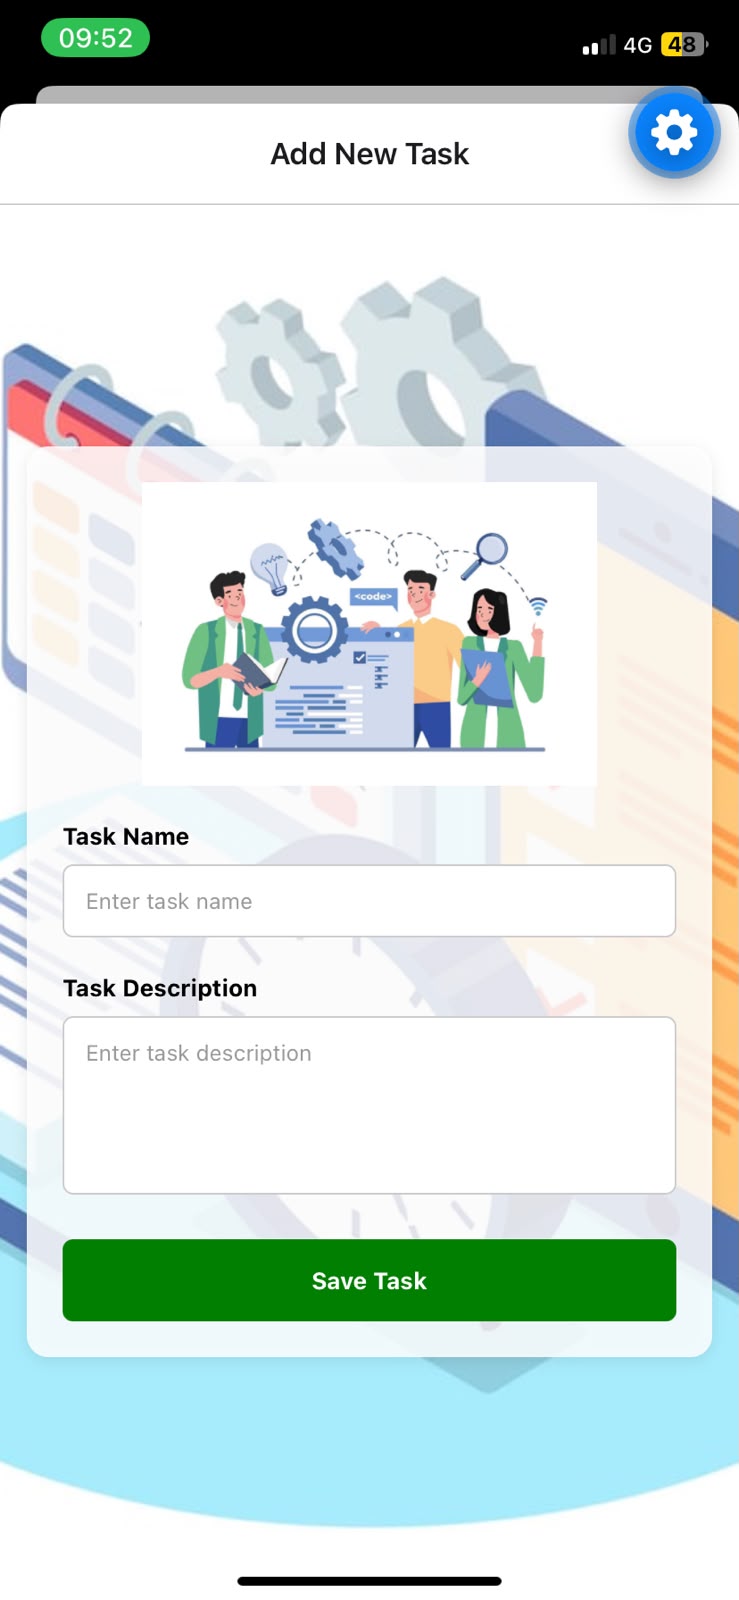 09:52
4G
48
Add New Task
<code>
Task Name
Enter task name
Task Description
Enter task description
Save Task